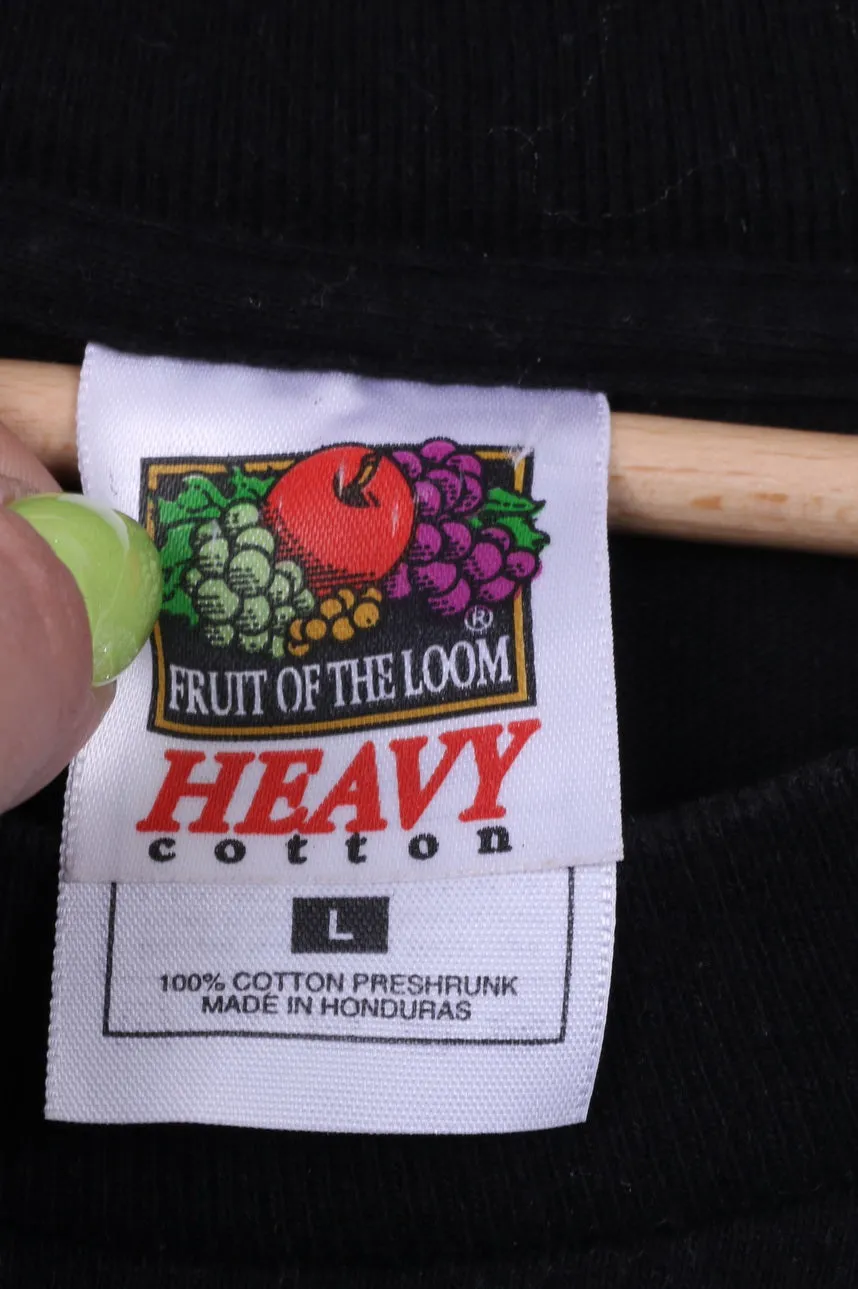 ®
FRUIT OF THE LOOM
HEAVY
cotton
L
100% COTTON PRESHRUNK
MADE IN HONDURAS